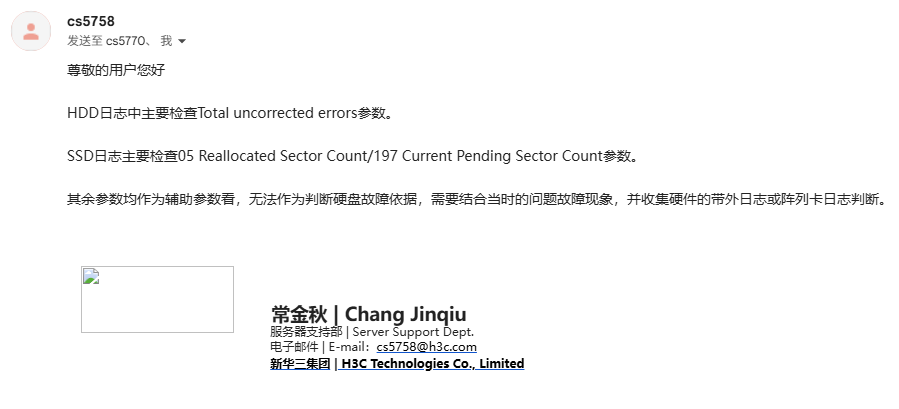 cs5758
发送至 cs5770、 我
尊敬的用户您好
HDD日志中主要检查Total uncorrected errors参数。
SSD日志主要检查05 Reallocated Sector Count/197 Current Pending Sector Count参数。
其余参数均作为辅助参数看，无法作为判断硬盘故障依据，需要结合当时的问题故障现象，并收集硬件的带外日志或阵列卡日志判断。
常金秋 | Chang Jinqiu
服务器支持部 | Server Support Dept.
电子邮件 | E-mail：cs5758@h3c.com
新华三集团 | H3C Technologies Co., Limited